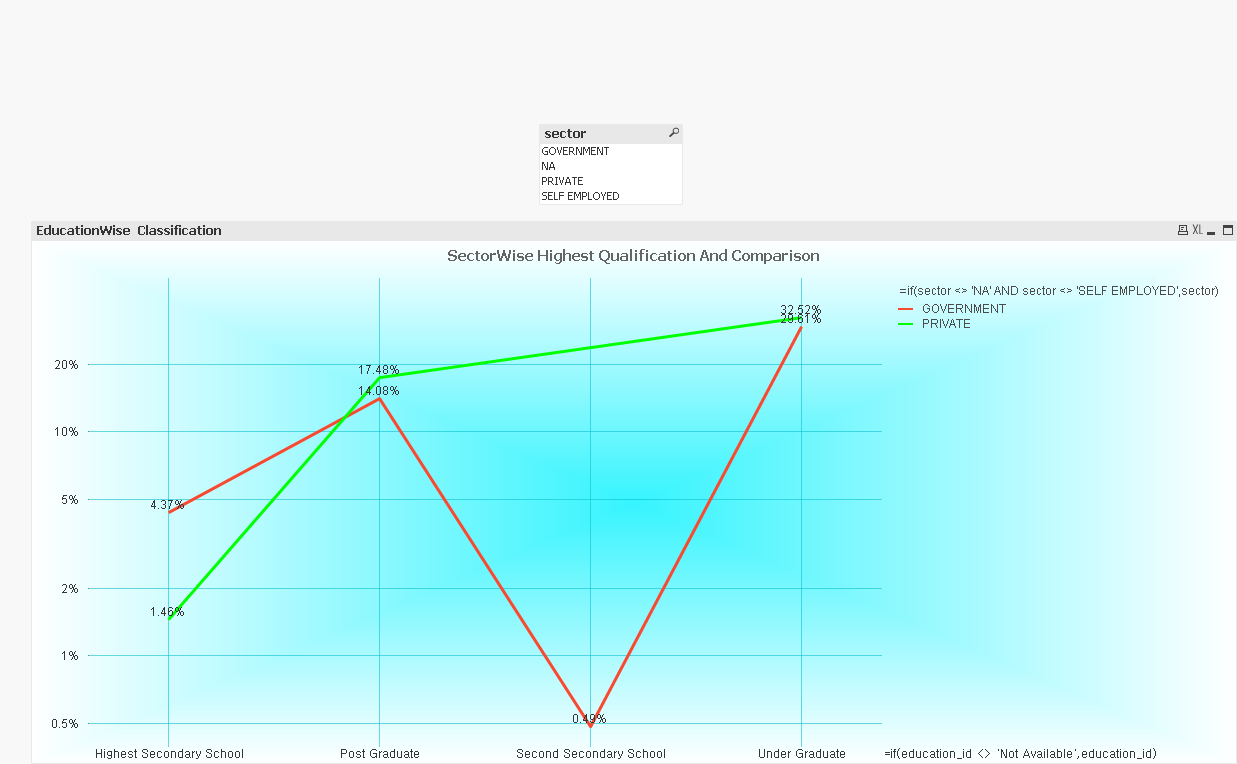 sector
GOVERNMENT
NA
PRIVATE
SELF EMPLOYED
EducationWise Classification
XL
SectorWise Highest Qualification And Comparison
=if(sector <> 'NA' AND sector <> 'SELF EMPLOYED',sector)
GOVERNMENT
PRIVATE
32.52%
29.61%
20%
17.48%
14.08%
10%
5%
4.37%
2%
1.46%
1%
0.5%
0.49%
Highest Secondary School
Post Graduate
Second Secondary School
Under Graduate
=if(education_id <> 'Not Available',education_id)